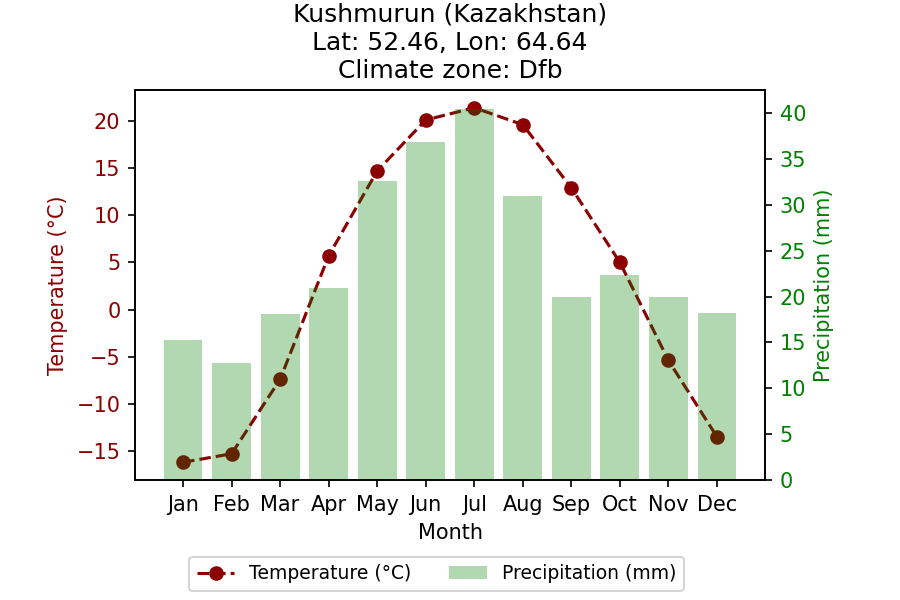 Kushmurun (Kazakhstan)
Lat: 52.46, Lon: 64.64
Climate zone: Dfb
20
15
10
5
0
−5
−10
−15
Temperature (°C)
40
35
30
25
20
15
10
5
0
Precipitation (mm)
Jan Feb Mar Apr May Jun Jul Aug Sep Oct Nov Dec
Month
Temperature (°C) Precipitation (mm)